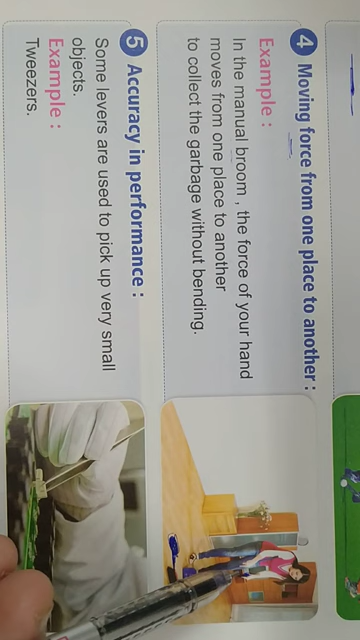 4 Moving force from one place to another :
Example :
In the manual broom , the force of your hand
moves from one place to another
to collect the garbage without bending.
5 Accuracy in performance :
Some levers are used to pick up very small
objects.
Example :
Tweezers.